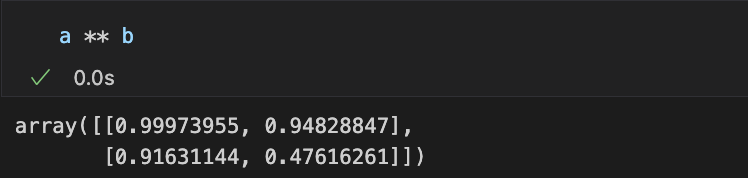 a ** b
✓ 0.0s
array([[0.99973955, 0.94828847],
       [0.91631144, 0.47616261]])